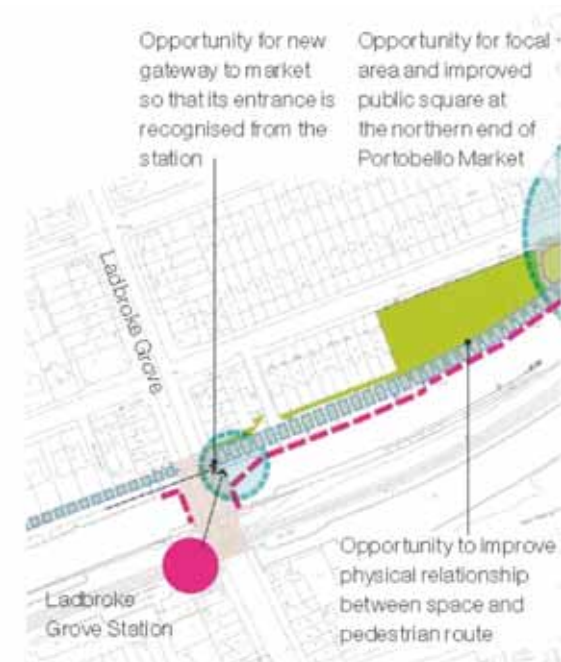 Opportunity for new
gateway to market
so that its entrance is
recognised from the
station
Opportunity for focal
area and improved
public square at
the northern end of
Portobello Market
Ladbroke Grove
Opportunity to improve
physical relationship
between space and
pedestrian route
Ladbroke
Grove Station